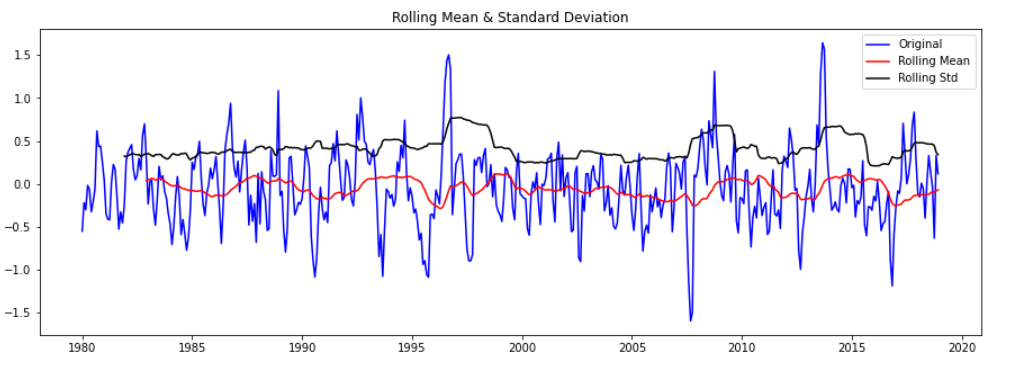 Rolling Mean & Standard Deviation
Original
Rolling Mean
Rolling Std
1.5
1.0
0.5
0.0
−0.5
−1.0
−1.5
1980 1985 1990 1995 2000 2005 2010 2015 2020